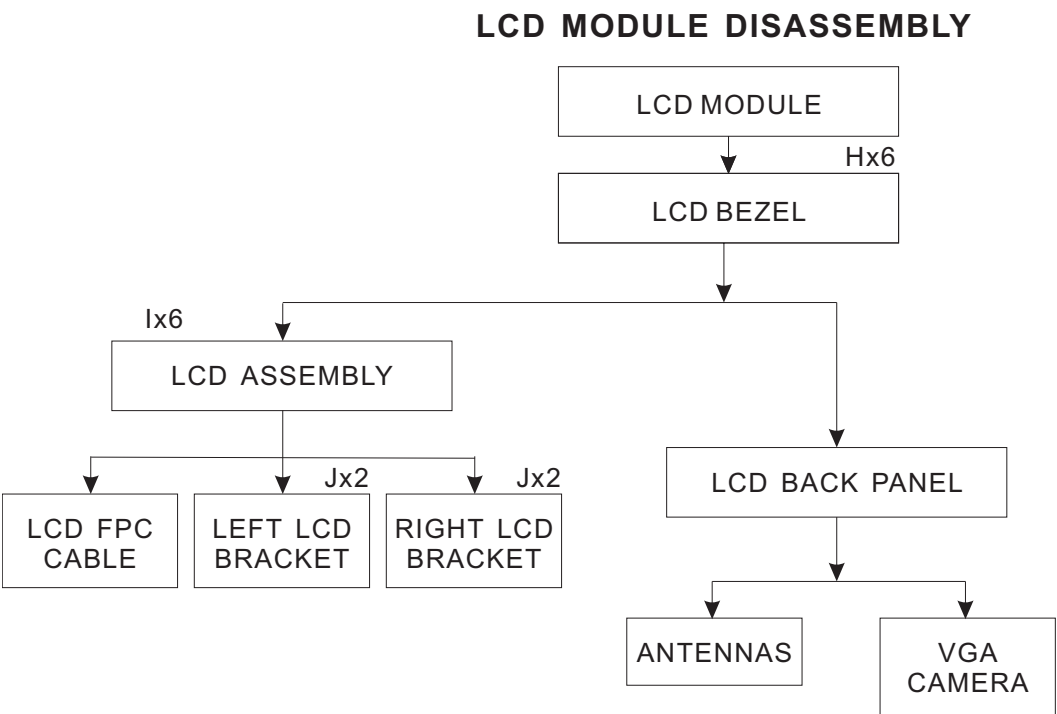 LCD MODULE DISASSEMBLY
LCD MODULE
Hx6
LCD BEZEL
Ix6
LCD ASSEMBLY
LCD BACK PANEL
Jx2
Jx2
LCD FPC
CABLE
LEFT LCD
BRACKET
RIGHT LCD
BRACKET
ANTENNAS
VGA
CAMERA